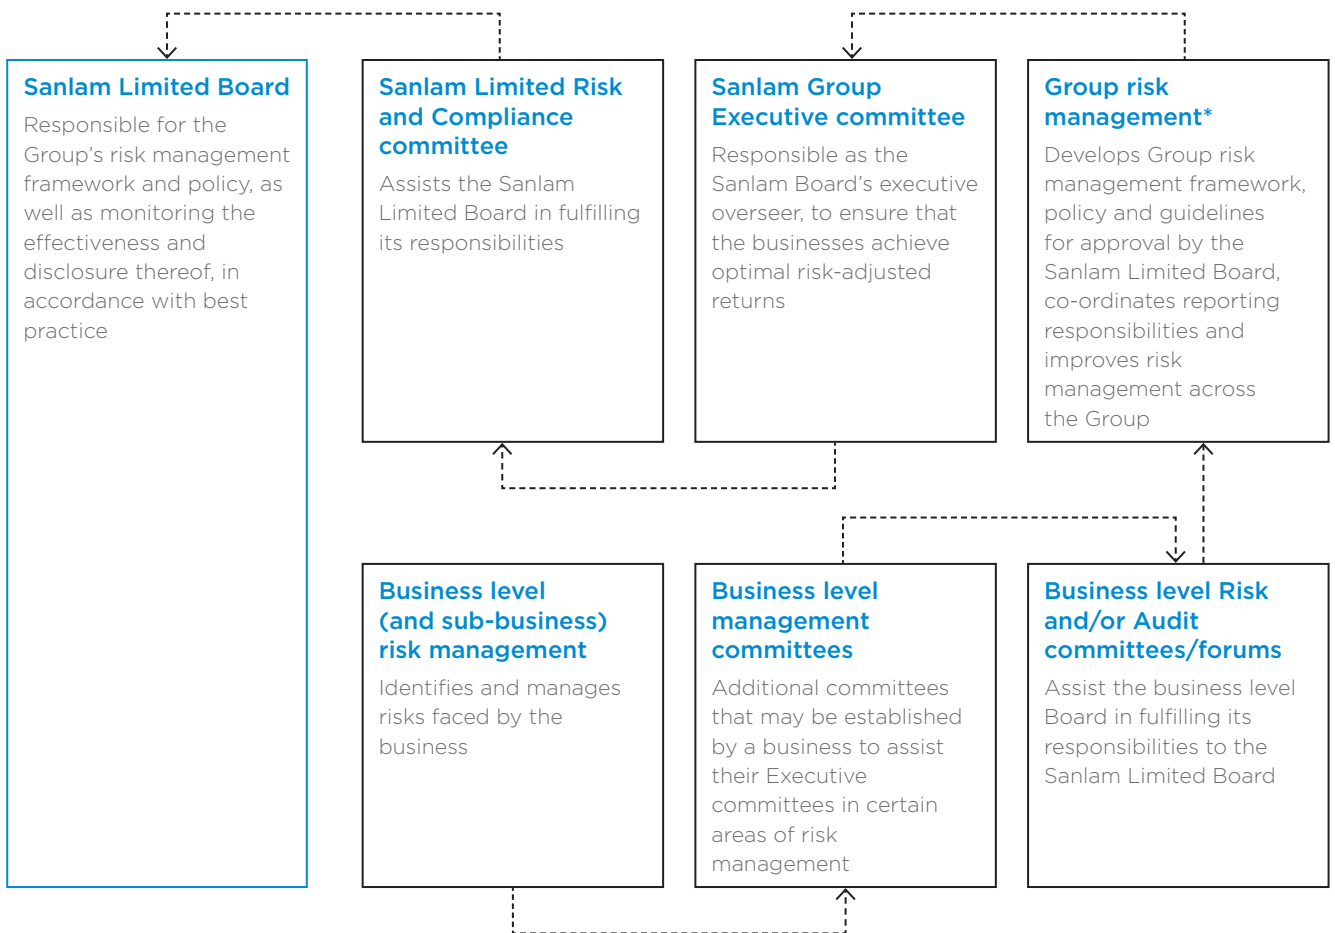 Sanlam Limited Board
Responsible for the
Group’s risk management
framework and policy, as
well as monitoring the
effectiveness and
disclosure thereof, in
accordance with best
practice
Sanlam Limited Risk
and Compliance
committee
Assists the Sanlam
Limited Board in fulfilling
its responsibilities
Sanlam Group
Executive committee
Responsible as the
Sanlam Board’s executive
overseer, to ensure that
the businesses achieve
optimal risk-adjusted
returns
Group risk
management*
Develops Group risk
management framework,
policy and guidelines
for approval by the
Sanlam Limited Board,
co-ordinates reporting
responsibilities and
improves risk
management across
the Group
Business level
(and sub-business)
risk management
Identifies and manages
risks faced by the
business
Business level
management
committees
Additional committees
that may be established
by a business to assist
their Executive
committees in certain
areas of risk
management
Business level Risk
and/or Audit
committees/forums
Assist the business level
Board in fulfilling its
responsibilities to the
Sanlam Limited Board